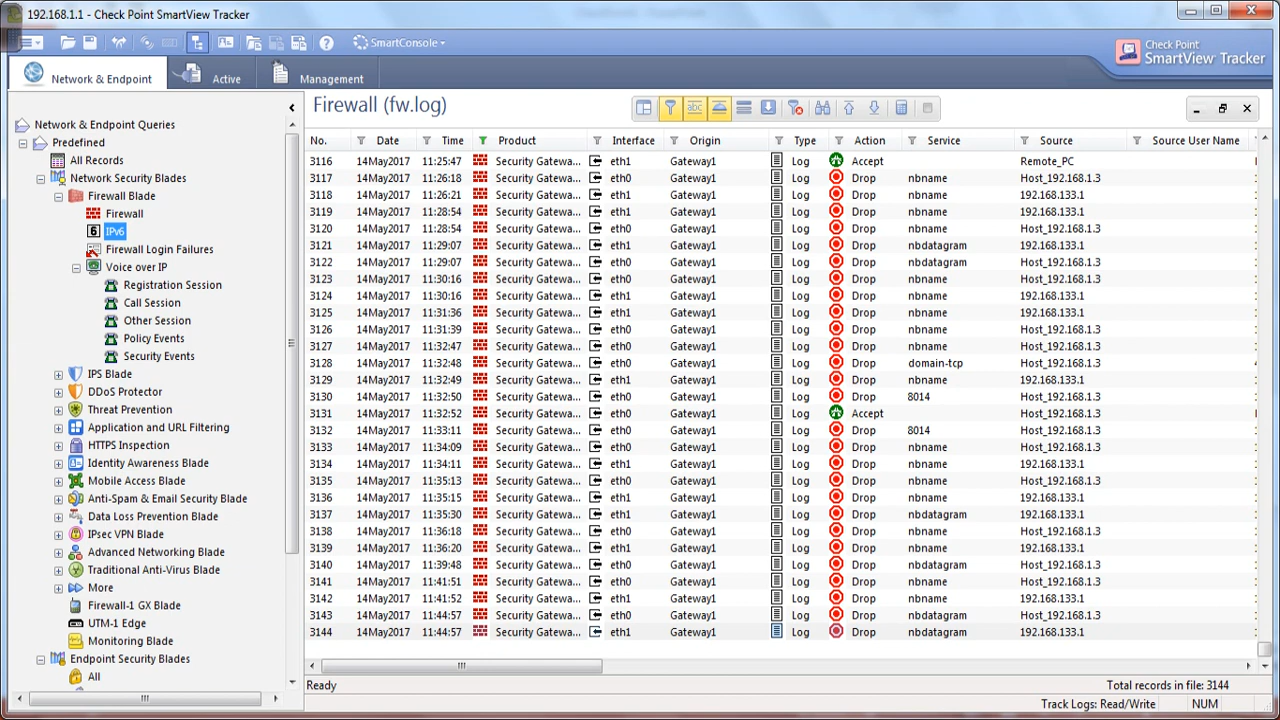 192.168.1.1 - Check Point SmartView Tracker
SmartConsole
Check Point
SmartView Tracker
Network & Endpoint
Active
Management
Network & Endpoint Queries
Predefined
All Records
Network Security Blades
Firewall Blade
Firewall
6 IPv6
Firewall Login Failures
Voice over IP
Registration Session
Call Session
Other Session
Policy Events
Security Events
IPS Blade
DDoS Protector
Threat Prevention
Application and URL Filtering
HTTPS Inspection
Identity Awareness Blade
Mobile Access Blade
Anti-Spam & Email Security Blade
Data Loss Prevention Blade
IPsec VPN Blade
Advanced Networking Blade
Traditional Anti-Virus Blade
More
Firewall-1 GX Blade
UTM-1 Edge
Monitoring Blade
Endpoint Security Blades
All
Firewall (fw.log)
No. Date Time Product Interface Origin Type Action Service Source Source User Name
3116 14May2017 11:25:47 Security Gatewa... eth1 Gateway1 Log Accept Remote_PC
3117 14May2017 11:26:18 Security Gatewa... eth0 Gateway1 Log Drop nbname Host_192.168.1.3
3118 14May2017 11:26:21 Security Gatewa... eth1 Gateway1 Log Drop nbname 192.168.133.1
3119 14May2017 11:28:54 Security Gatewa... eth1 Gateway1 Log Drop nbname 192.168.133.1
3120 14May2017 11:28:54 Security Gatewa... eth0 Gateway1 Log Drop nbname Host_192.168.1.3
3121 14May2017 11:29:07 Security Gatewa... eth1 Gateway1 Log Drop nbdatagram 192.168.133.1
3122 14May2017 11:29:07 Security Gatewa... eth0 Gateway1 Log Drop nbdatagram Host_192.168.1.3
3123 14May2017 11:30:16 Security Gatewa... eth0 Gateway1 Log Drop nbname Host_192.168.1.3
3124 14May2017 11:30:16 Security Gatewa... eth1 Gateway1 Log Drop nbname 192.168.133.1
3125 14May2017 11:31:36 Security Gatewa... eth1 Gateway1 Log Drop nbname 192.168.133.1
3126 14May2017 11:31:39 Security Gatewa... eth0 Gateway1 Log Drop nbname Host_192.168.1.3
3127 14May2017 11:32:47 Security Gatewa... eth0 Gateway1 Log Drop nbname Host_192.168.1.3
3128 14May2017 11:32:48 Security Gatewa... eth0 Gateway1 Log Drop domain-tcp Host_192.168.1.3
3129 14May2017 11:32:49 Security Gatewa... eth1 Gateway1 Log Drop nbname 192.168.133.1
3130 14May2017 11:32:50 Security Gatewa... eth0 Gateway1 Log Drop 8014 Host_192.168.1.3
3131 14May2017 11:32:52 Security Gatewa... eth0 Gateway1 Log Accept Host_192.168.1.3
3132 14May2017 11:33:11 Security Gatewa... eth0 Gateway1 Log Drop 8014 Host_192.168.1.3
3133 14May2017 11:34:09 Security Gatewa... eth0 Gateway1 Log Drop nbname Host_192.168.1.3
3134 14May2017 11:34:11 Security Gatewa... eth1 Gateway1 Log Drop nbname 192.168.133.1
3135 14May2017 11:35:13 Security Gatewa... eth0 Gateway1 Log Drop nbname Host_192.168.1.3
3136 14May2017 11:35:15 Security Gatewa... eth1 Gateway1 Log Drop nbname 192.168.133.1
3137 14May2017 11:35:30 Security Gatewa... eth1 Gateway1 Log Drop nbdatagram 192.168.133.1
3138 14May2017 11:36:18 Security Gatewa... eth0 Gateway1 Log Drop nbname Host_192.168.1.3
3139 14May2017 11:36:20 Security Gatewa... eth1 Gateway1 Log Drop nbname 192.168.133.1
3140 14May2017 11:39:48 Security Gatewa... eth0 Gateway1 Log Drop nbdatagram Host_192.168.1.3
3141 14May2017 11:41:51 Security Gatewa... eth0 Gateway1 Log Drop nbname Host_192.168.1.3
3142 14May2017 11:41:52 Security Gatewa... eth1 Gateway1 Log Drop nbname 192.168.133.1
3143 14May2017 11:44:57 Security Gatewa... eth0 Gateway1 Log Drop nbdatagram Host_192.168.1.3
3144 14May2017 11:44:57 Security Gatewa... eth1 Gateway1 Log Drop nbdatagram 192.168.133.1
Ready
Total records in file: 3144
Track Logs: Read/Write NUM